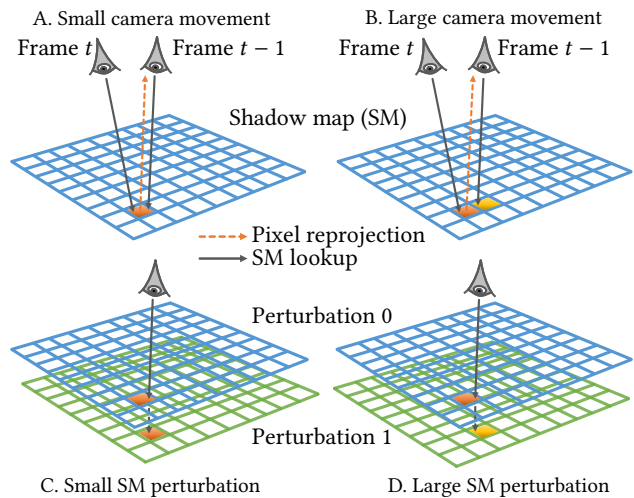 A. Small camera movement
B. Large camera movement
Frame t
Frame t − 1
Frame t
Frame t − 1
Shadow map (SM)
Pixel reprojection
SM lookup
Perturbation 0
Perturbation 1
C. Small SM perturbation
D. Large SM perturbation